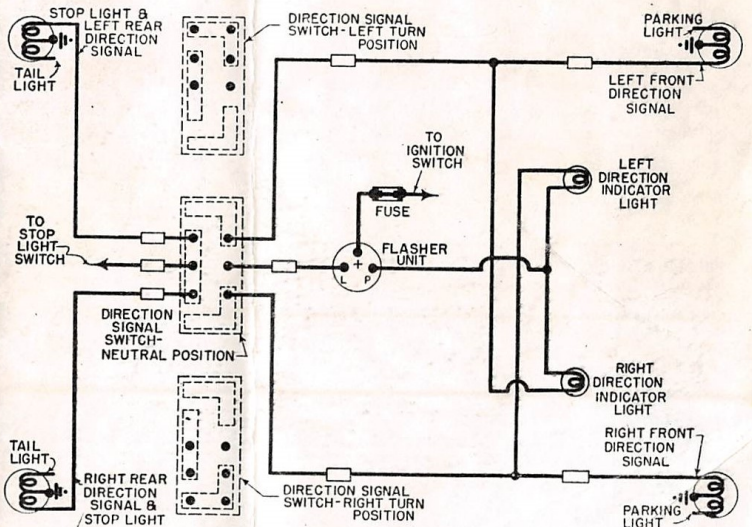 STOP LIGHT &
LEFT REAR
DIRECTION
SIGNAL
TAIL
LIGHT
DIRECTION SIGNAL
SWITCH-LEFT TURN
POSITION
PARKING
LIGHT
LEFT FRONT
DIRECTION
SIGNAL
TO
IGNITION
SWITCH
FUSE
LEFT
DIRECTION
INDICATOR
LIGHT
TO
STOP
LIGHT
SWITCH
FLASHER
UNIT
+
L P
DIRECTION
SIGNAL
SWITCH-
NEUTRAL POSITION
RIGHT
DIRECTION
INDICATOR
LIGHT
TAIL
LIGHT
RIGHT REAR
DIRECTION
SIGNAL &
STOP LIGHT
DIRECTION SIGNAL
SWITCH-RIGHT TURN
POSITION
RIGHT FRONT
DIRECTION
SIGNAL
PARKING
LIGHT